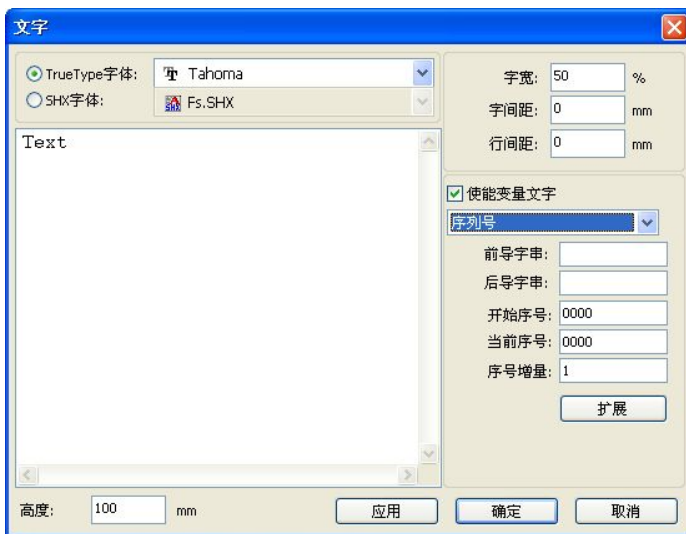 文字
TrueType字体: Tahoma
SHX字体: Fs.SHX
Text
字宽: 50 %
字间距: 0 mm
行间距: 0 mm
使能变量文字
序列号
前导字串:
后导字串:
开始序号: 0000
当前序号: 0000
序号增量: 1
扩展
高度: 100 mm
应用
确定
取消